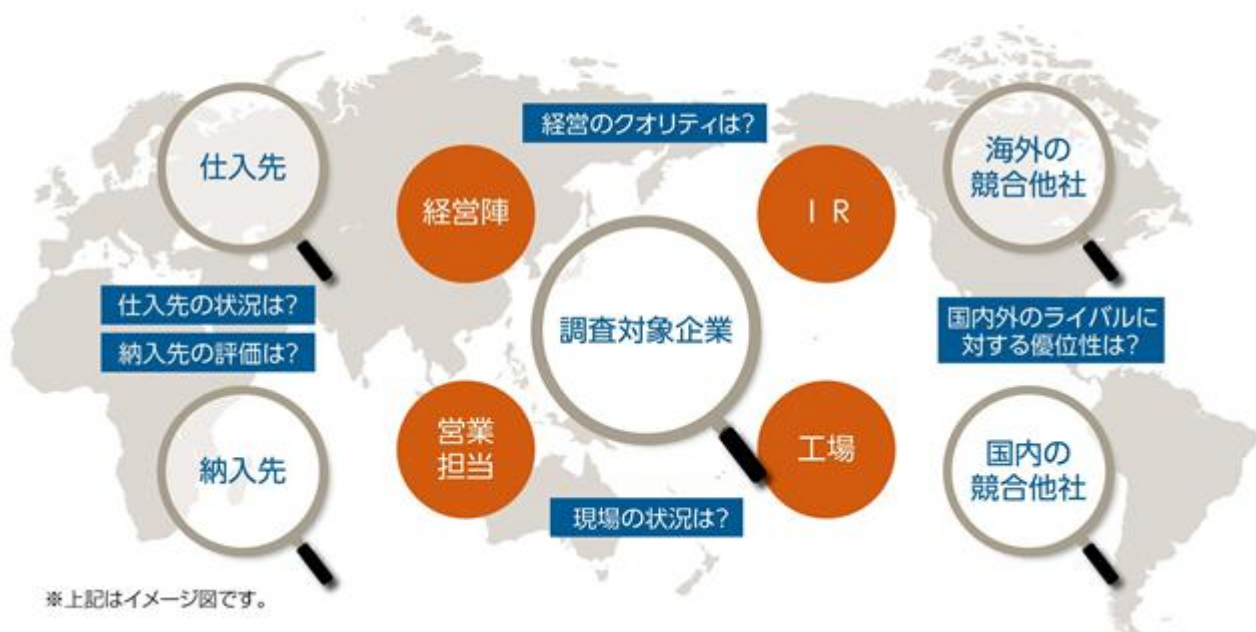 経営のクオリティは?
仕入先
経営陣
ＩＲ
海外の
競合他社
調査対象企業
仕入先の状況は?
納入先の評価は?
国内外のライバルに
対する優位性は?
納入先
営業
担当
工場
国内の
競合他社
現場の状況は?
※上記はイメージ図です。